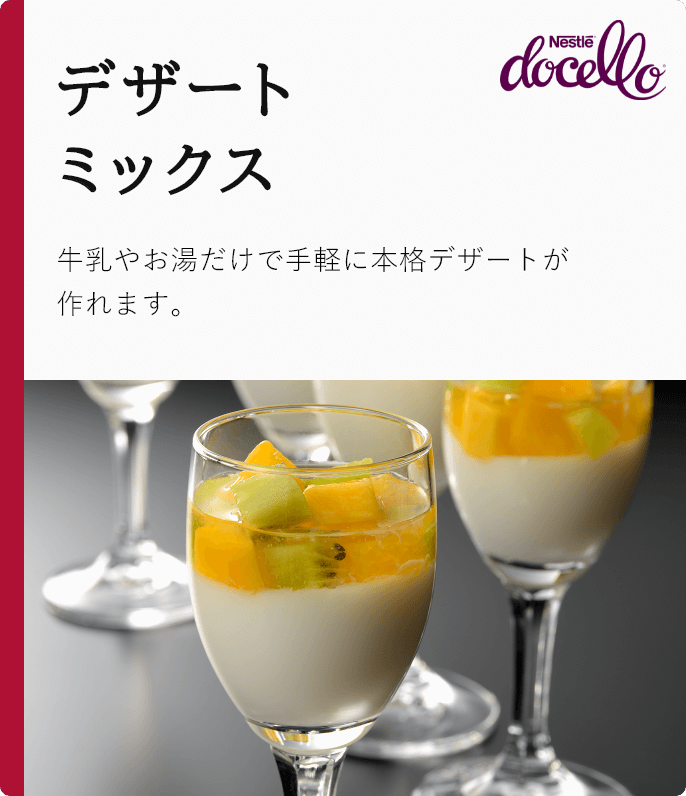 Nestlé
docello
デザート
ミックス
牛乳やお湯だけで手軽に本格デザートが
作れます。